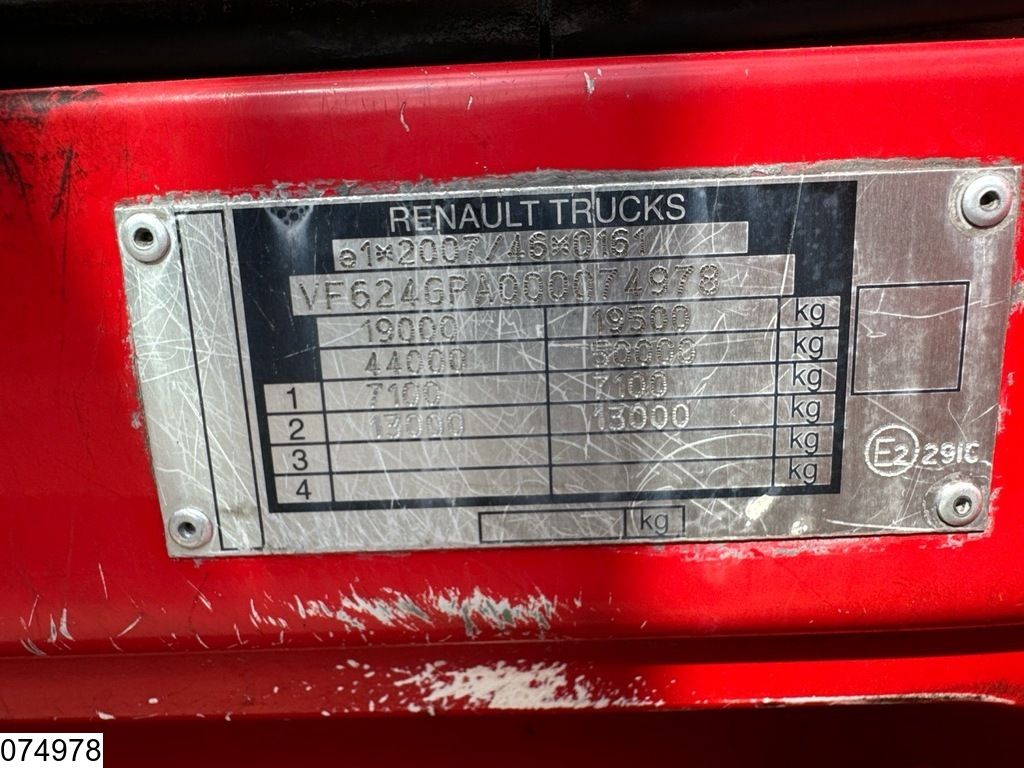 RENAULT TRUCKS
e1*2007/46*0161
VF624GPA000074978
19000 19500 kg
44000 50000 kg
1 7100 7100 kg
2 13000 13000 kg
3 kg
4 kg
kg
E2 291C
074978